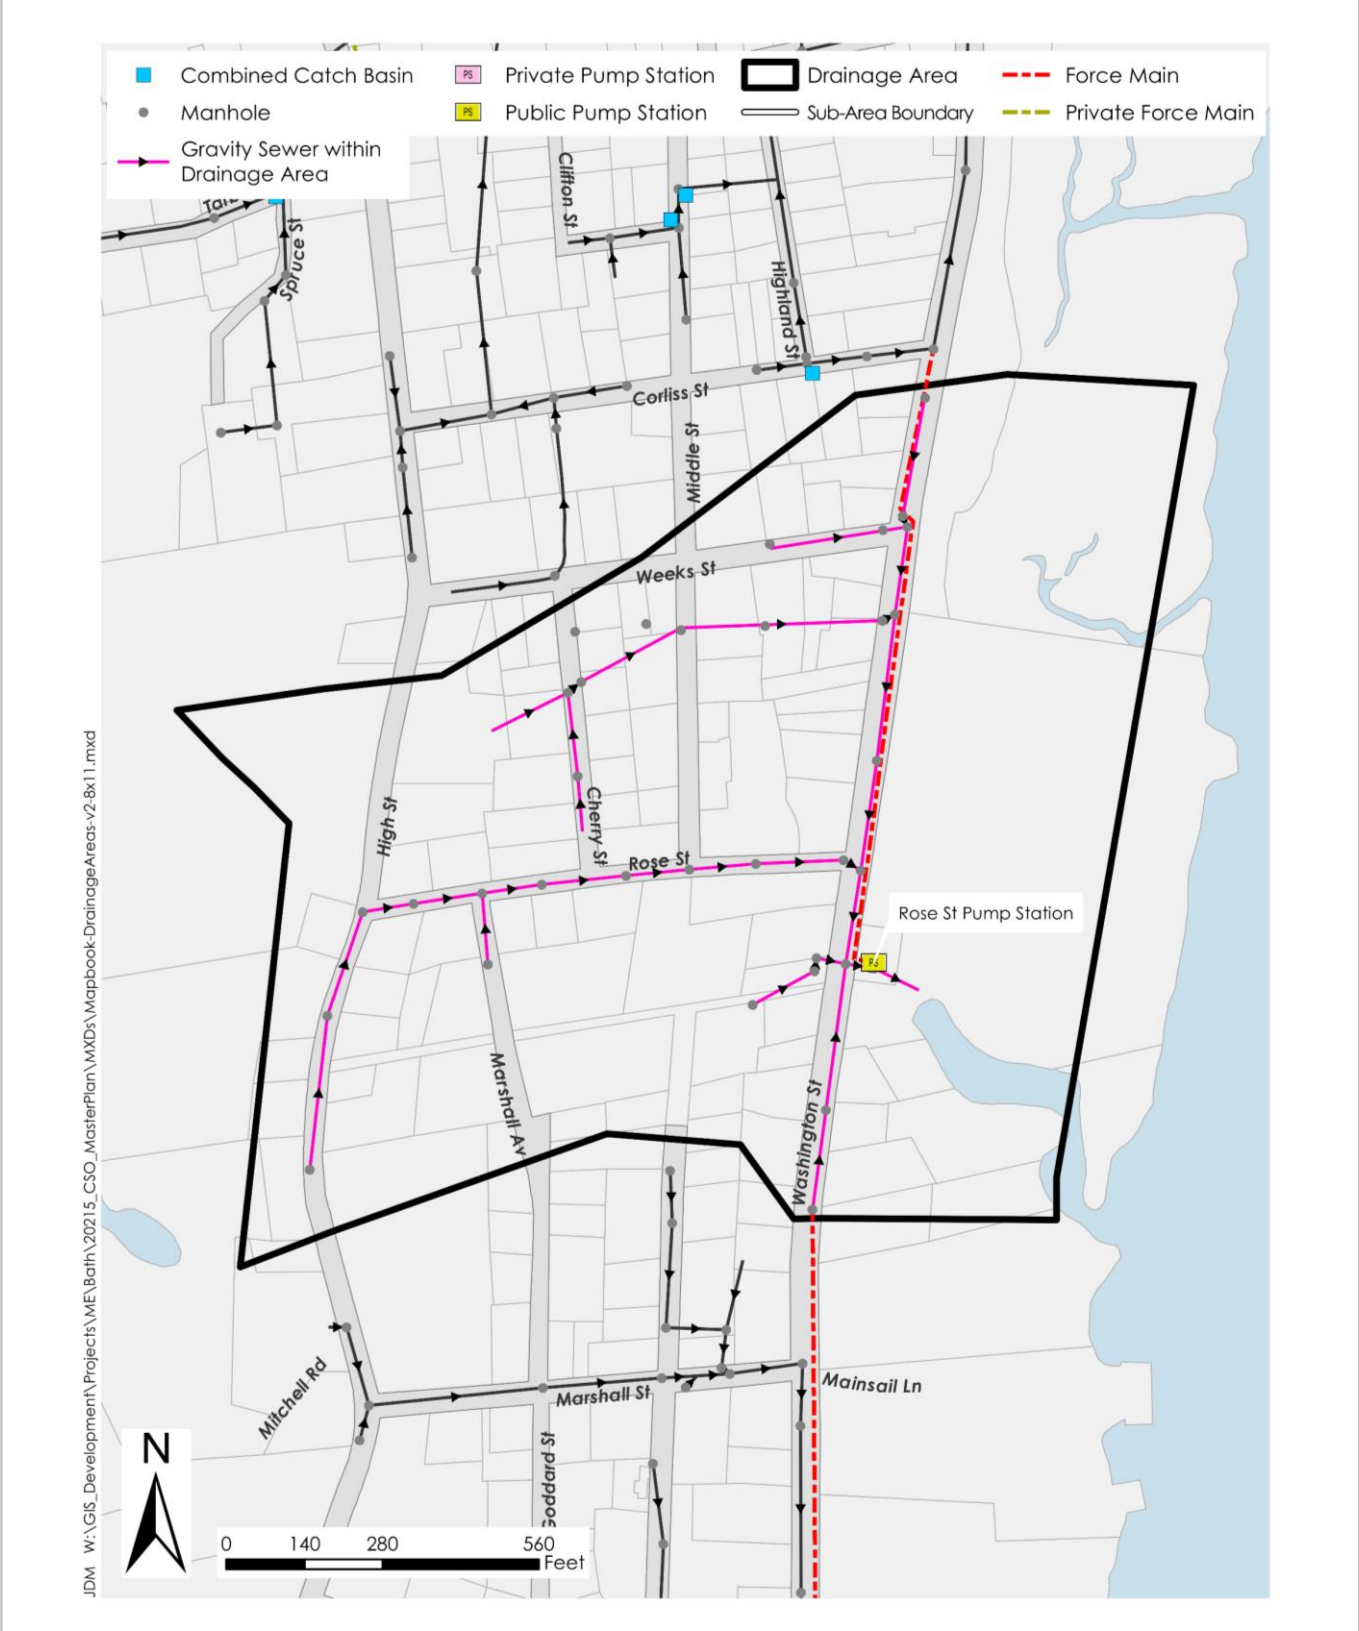 Combined Catch Basin
Manhole
Gravity Sewer within
Drainage Area
PS Private Pump Station
PS Public Pump Station
Drainage Area
Sub-Area Boundary
Force Main
Private Force Main
Spruce St
Clifton St
Highland St
Corliss St
Middle St
Weeks St
High St
Cherry St
Rose St
Rose St Pump Station
PS
Marshall Av
Washington St
Mitchell Rd
Marshall St
Mainsail Ln
Goddard St
N
0 140 280 560
Feet
JDM W:\GIS_Development\Projects\ME\Bath\20215_CSO_MasterPlan\MXDs\Mapbook-DrainageAreas-v2-8x11.mxd